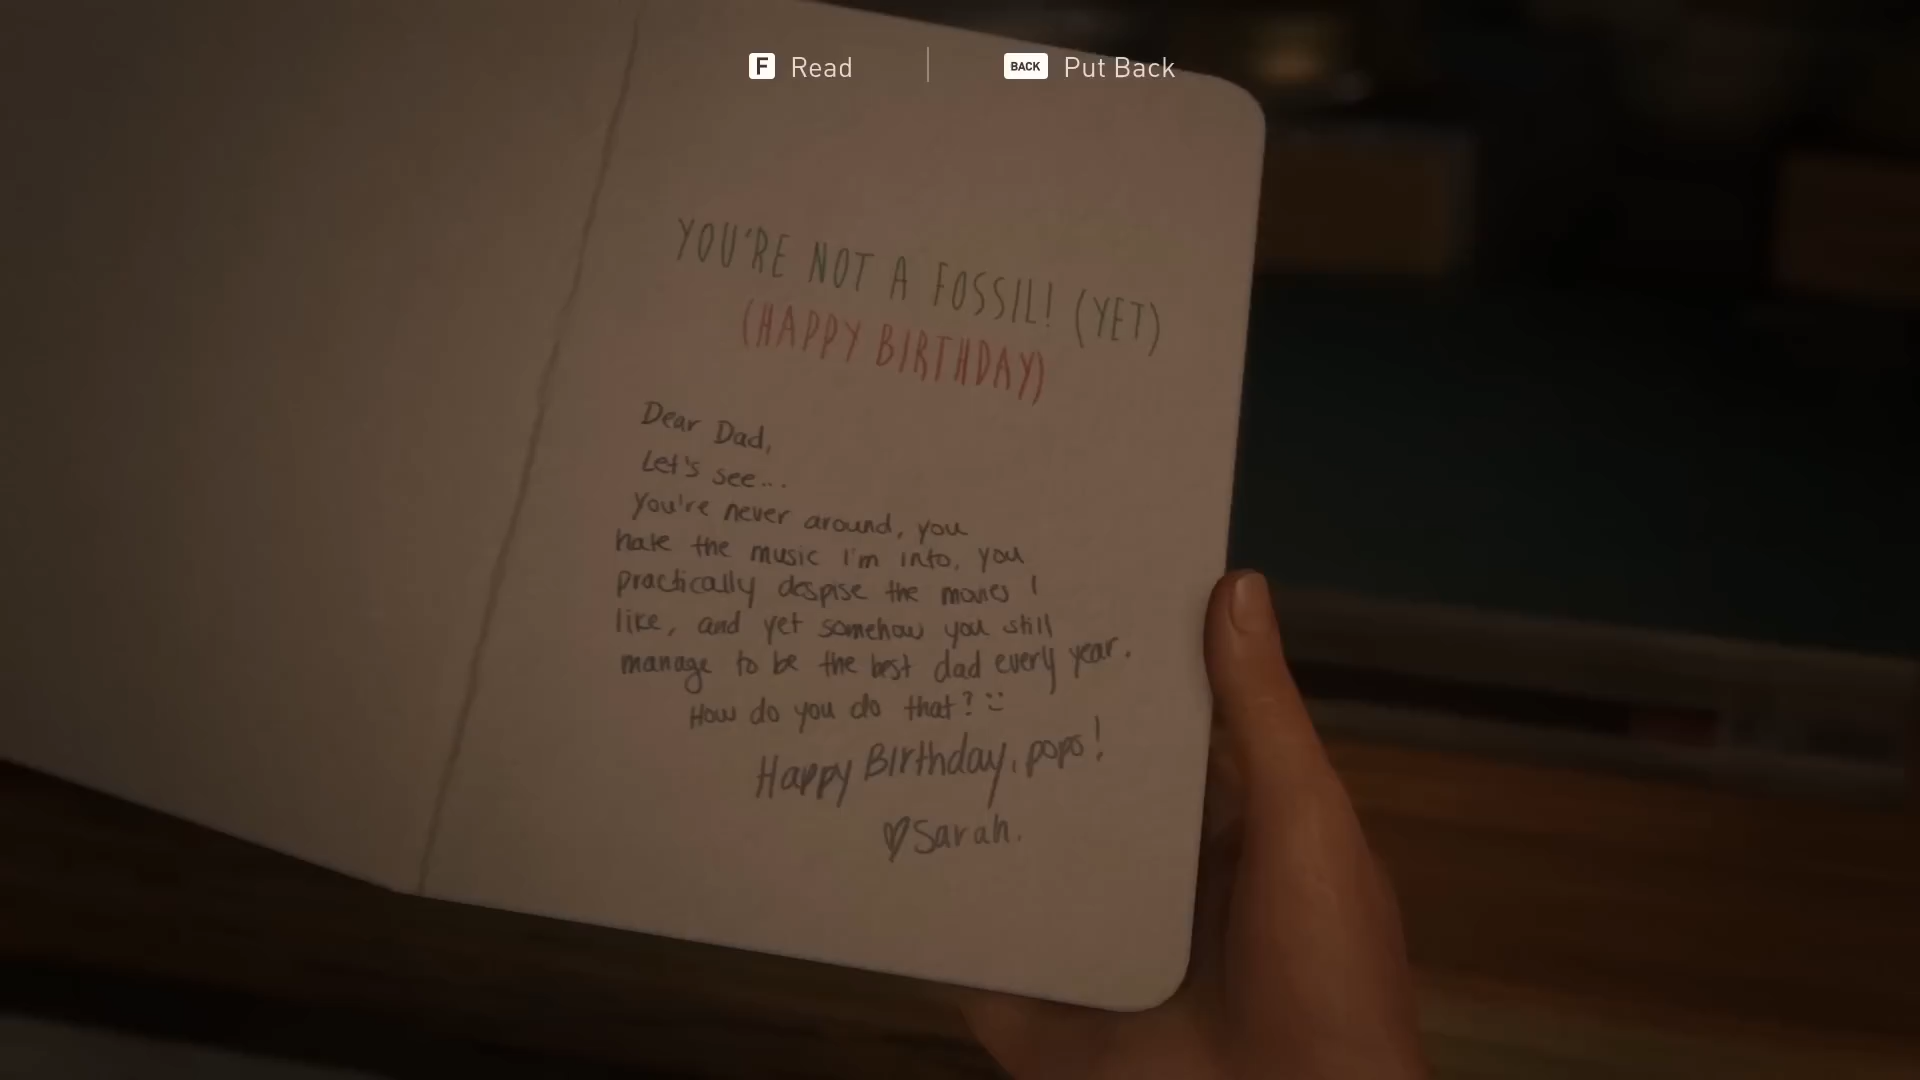 F Read | BACK Put Back
YOU'RE NOT A FOSSIL! (YET)
(HAPPY BIRTHDAY)
Dear Dad,
Let's see...
You're never around, you
hate the music I'm into, you
practically despise the movies I
like, and yet somehow you still
manage to be the best dad every year.
How do you do that? :)
Happy Birthday, pops!
♡Sarah.